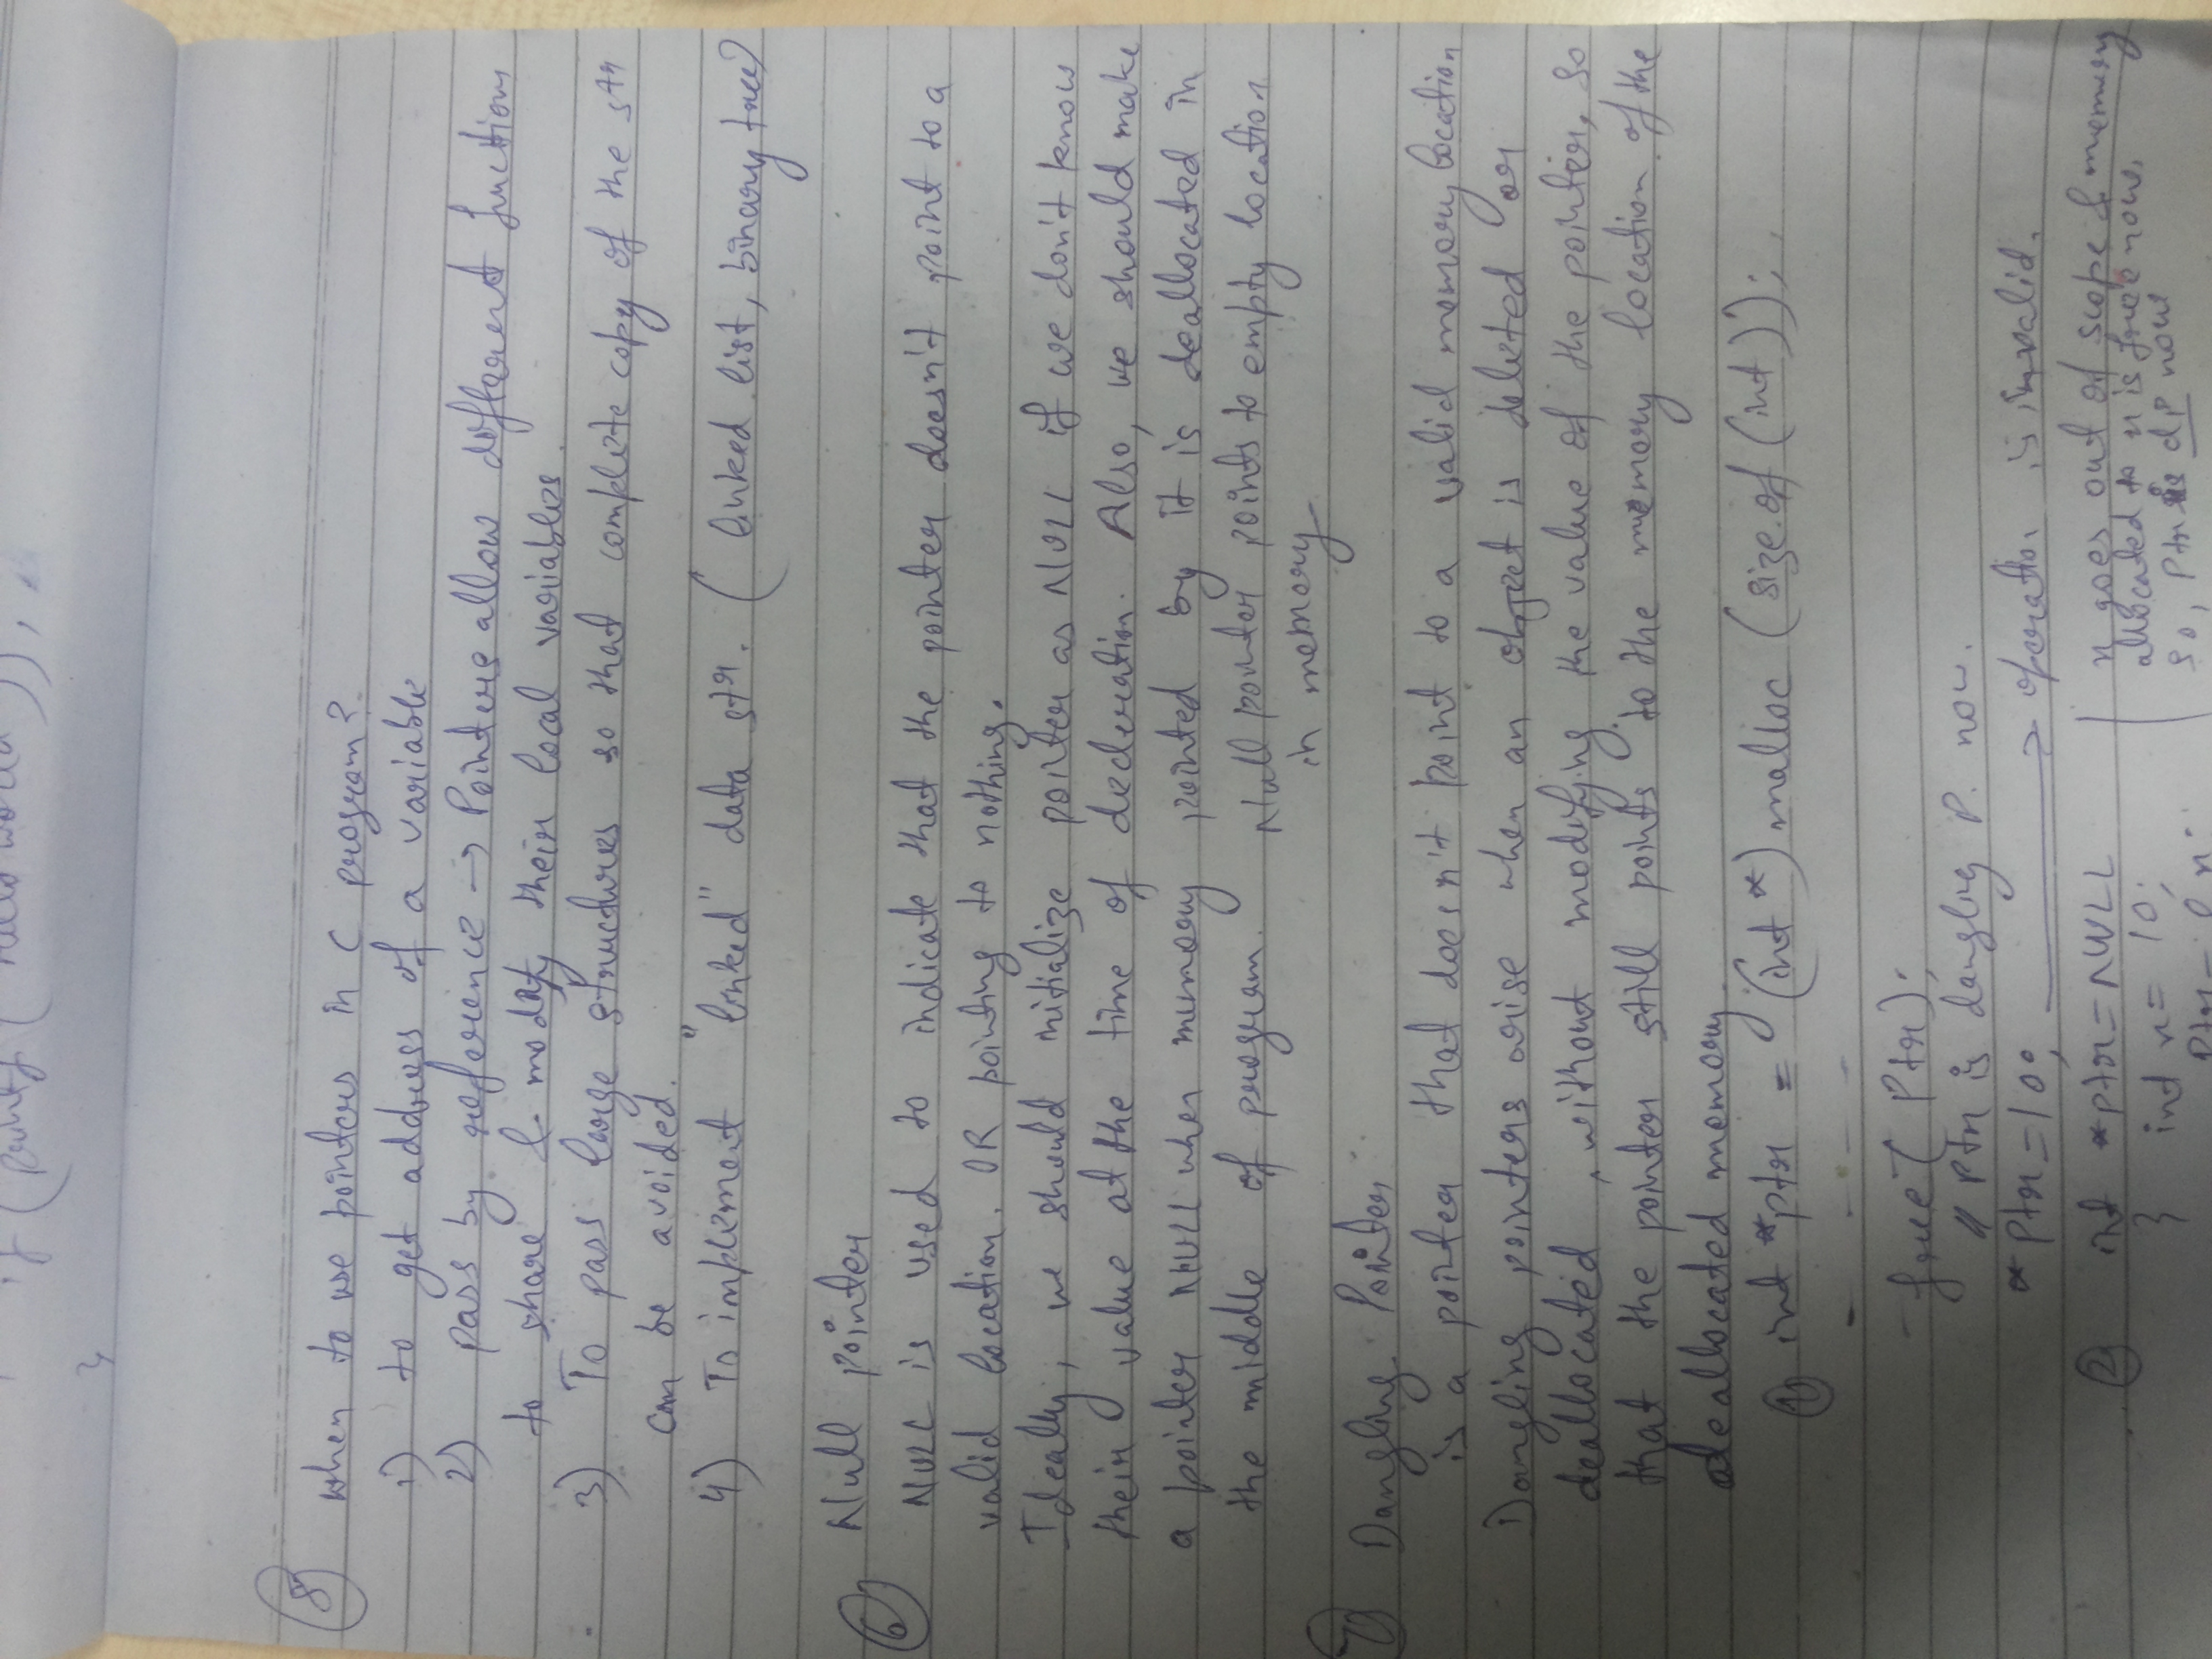 if (printf ( "Hello world" ));
}
8 when to use pointers in C program?
1) to get address of a variable
2) pass by reference → Pointers allow different functions
to share & modify their local variables.
3) To pass large structures so that complete copy of the str
can be avoided.
4) To implement "linked" data str. ( linked list, binary tree)
6 Null pointer
NULL is used to indicate that the pointer doesn't point to a
valid location. OR pointing to nothing.
Ideally, we should initialize pointer as NULL if we don't know
their value at the time of decleration. Also, we should make
a pointer NULL when memory pointed by it is deallocated in
the middle of program. Null pointer points to empty location
in memory
7 Dangling Pointer
is a pointer that doesn't point to a valid memory location
Dangling pointers arise when an object is deleted or
deallocated, without modifying the value of the pointer, so
that the pointer still points to the memory location of the
deallocated memory.
1) int *ptr = (int *) malloc (size.of (int));
free ( Ptr);
// Ptr is dangling P. now.
* Ptr = 10; → operation is invalid.
2 int *ptr = NULL | n goes out of scope & memory
} int n = 10; allocated to n is free now,
Ptr = & n; so, Ptr is dp now